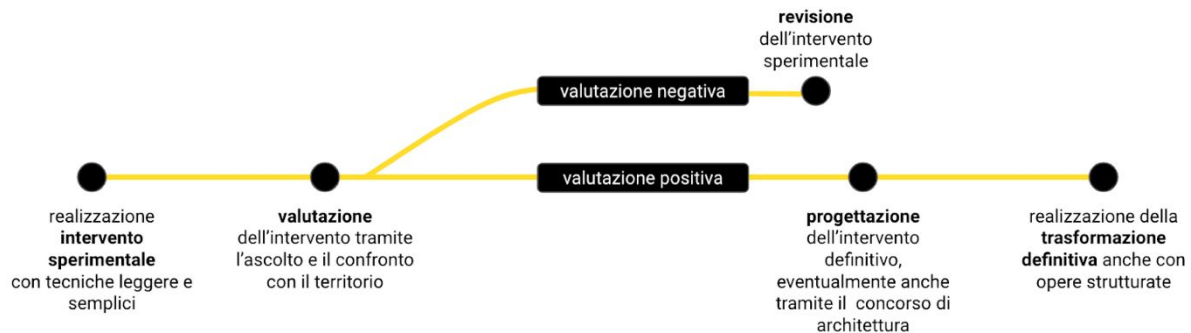 revisione
dell'intervento
sperimentale
valutazione negativa
valutazione positiva
realizzazione
intervento
sperimentale
con tecniche leggere e
semplici
valutazione
dell'intervento tramite
l'ascolto e il confronto
con il territorio
progettazione
dell'intervento
definitivo,
eventualmente anche
tramite il concorso di
architettura
realizzazione della
trasformazione
definitiva anche con
opere strutturate